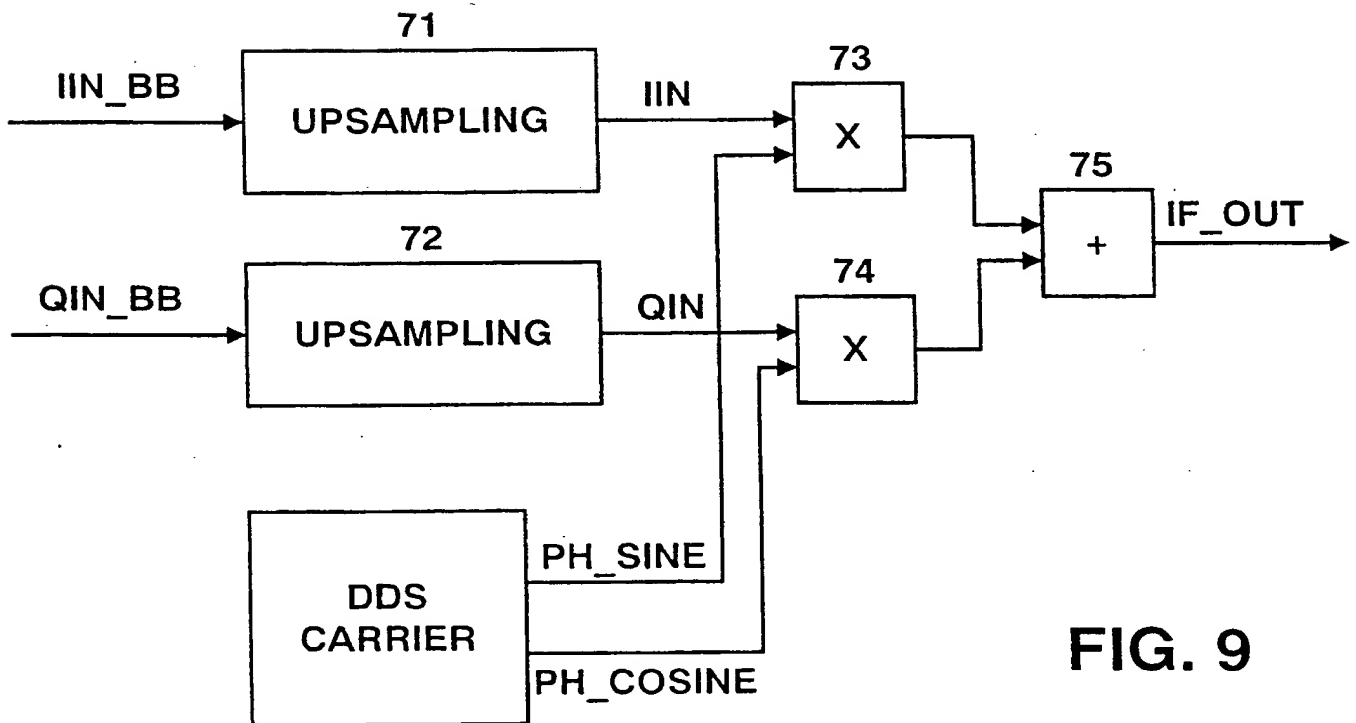 71
IIN_BB
UPSAMPLING
IIN
73
X
75
IF_OUT
+
72
QIN_BB
UPSAMPLING
QIN
74
X
DDS
CARRIER
PH_SINE
PH_COSINE
FIG. 9